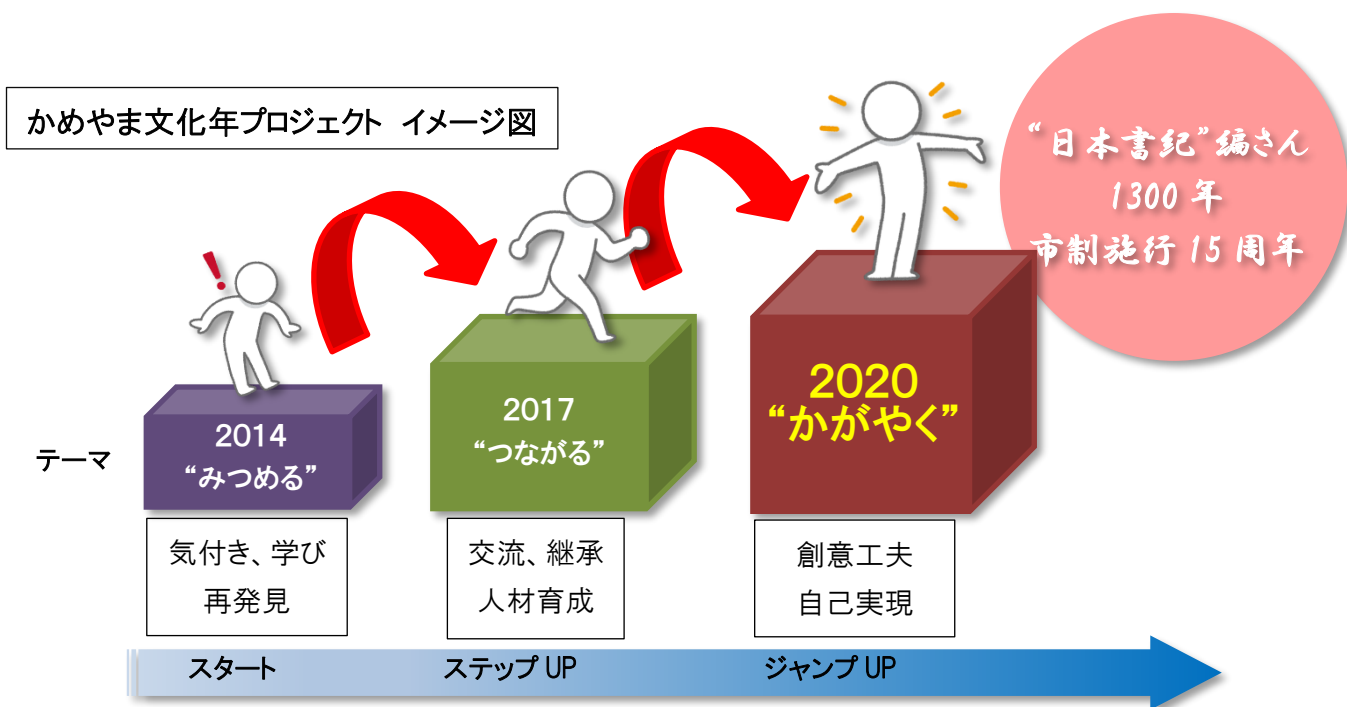 かめやま文化年プロジェクト イメージ図
“日本書紀”編さん
1300年
市制施行15周年
!
テーマ
2014
“みつめる”
2017
“つながる”
2020
“かがやく”
気付き、学び
再発見
交流、継承
人材育成
創意工夫
自己実現
スタート
ステップUP
ジャンプUP